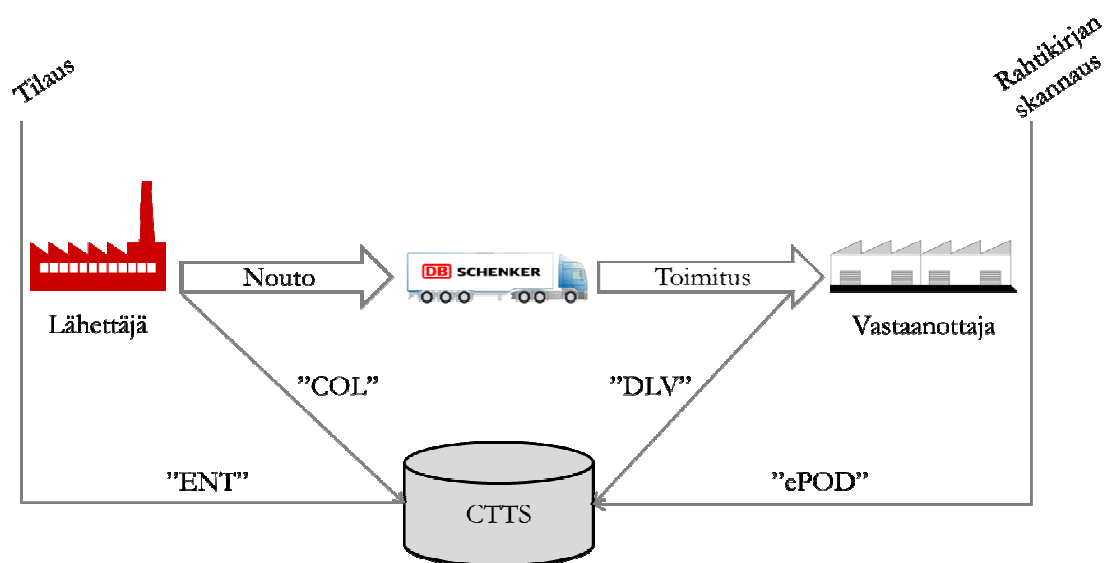 Tilaus
Rahtikirjan
skannaus
Nouto
DB SCHENKER
Toimitus
Lähettäjä
Vastaanottaja
”COL”
”DLV”
”ENT”
”ePOD”
CTTS